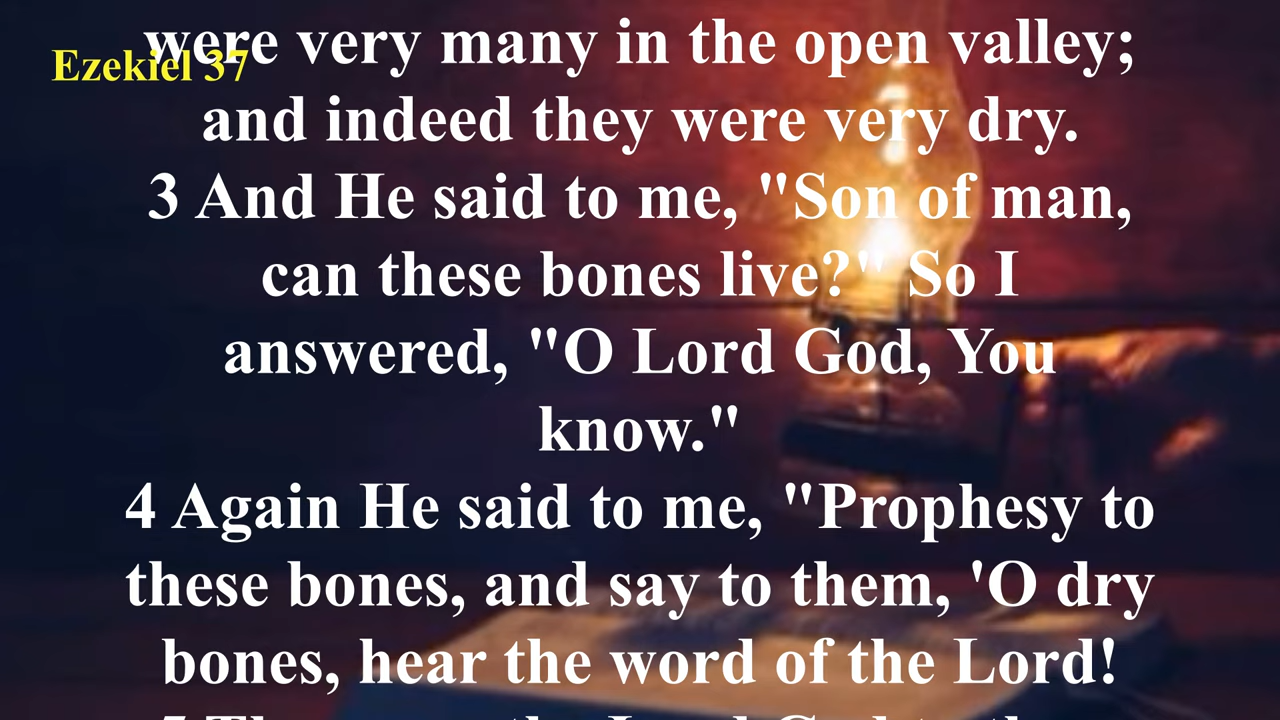 Ezekiel 37
were very many in the open valley;
and indeed they were very dry.
3 And He said to me, "Son of man,
can these bones live?" So I
answered, "O Lord God, You
know."
4 Again He said to me, "Prophesy to
these bones, and say to them, 'O dry
bones, hear the word of the Lord!